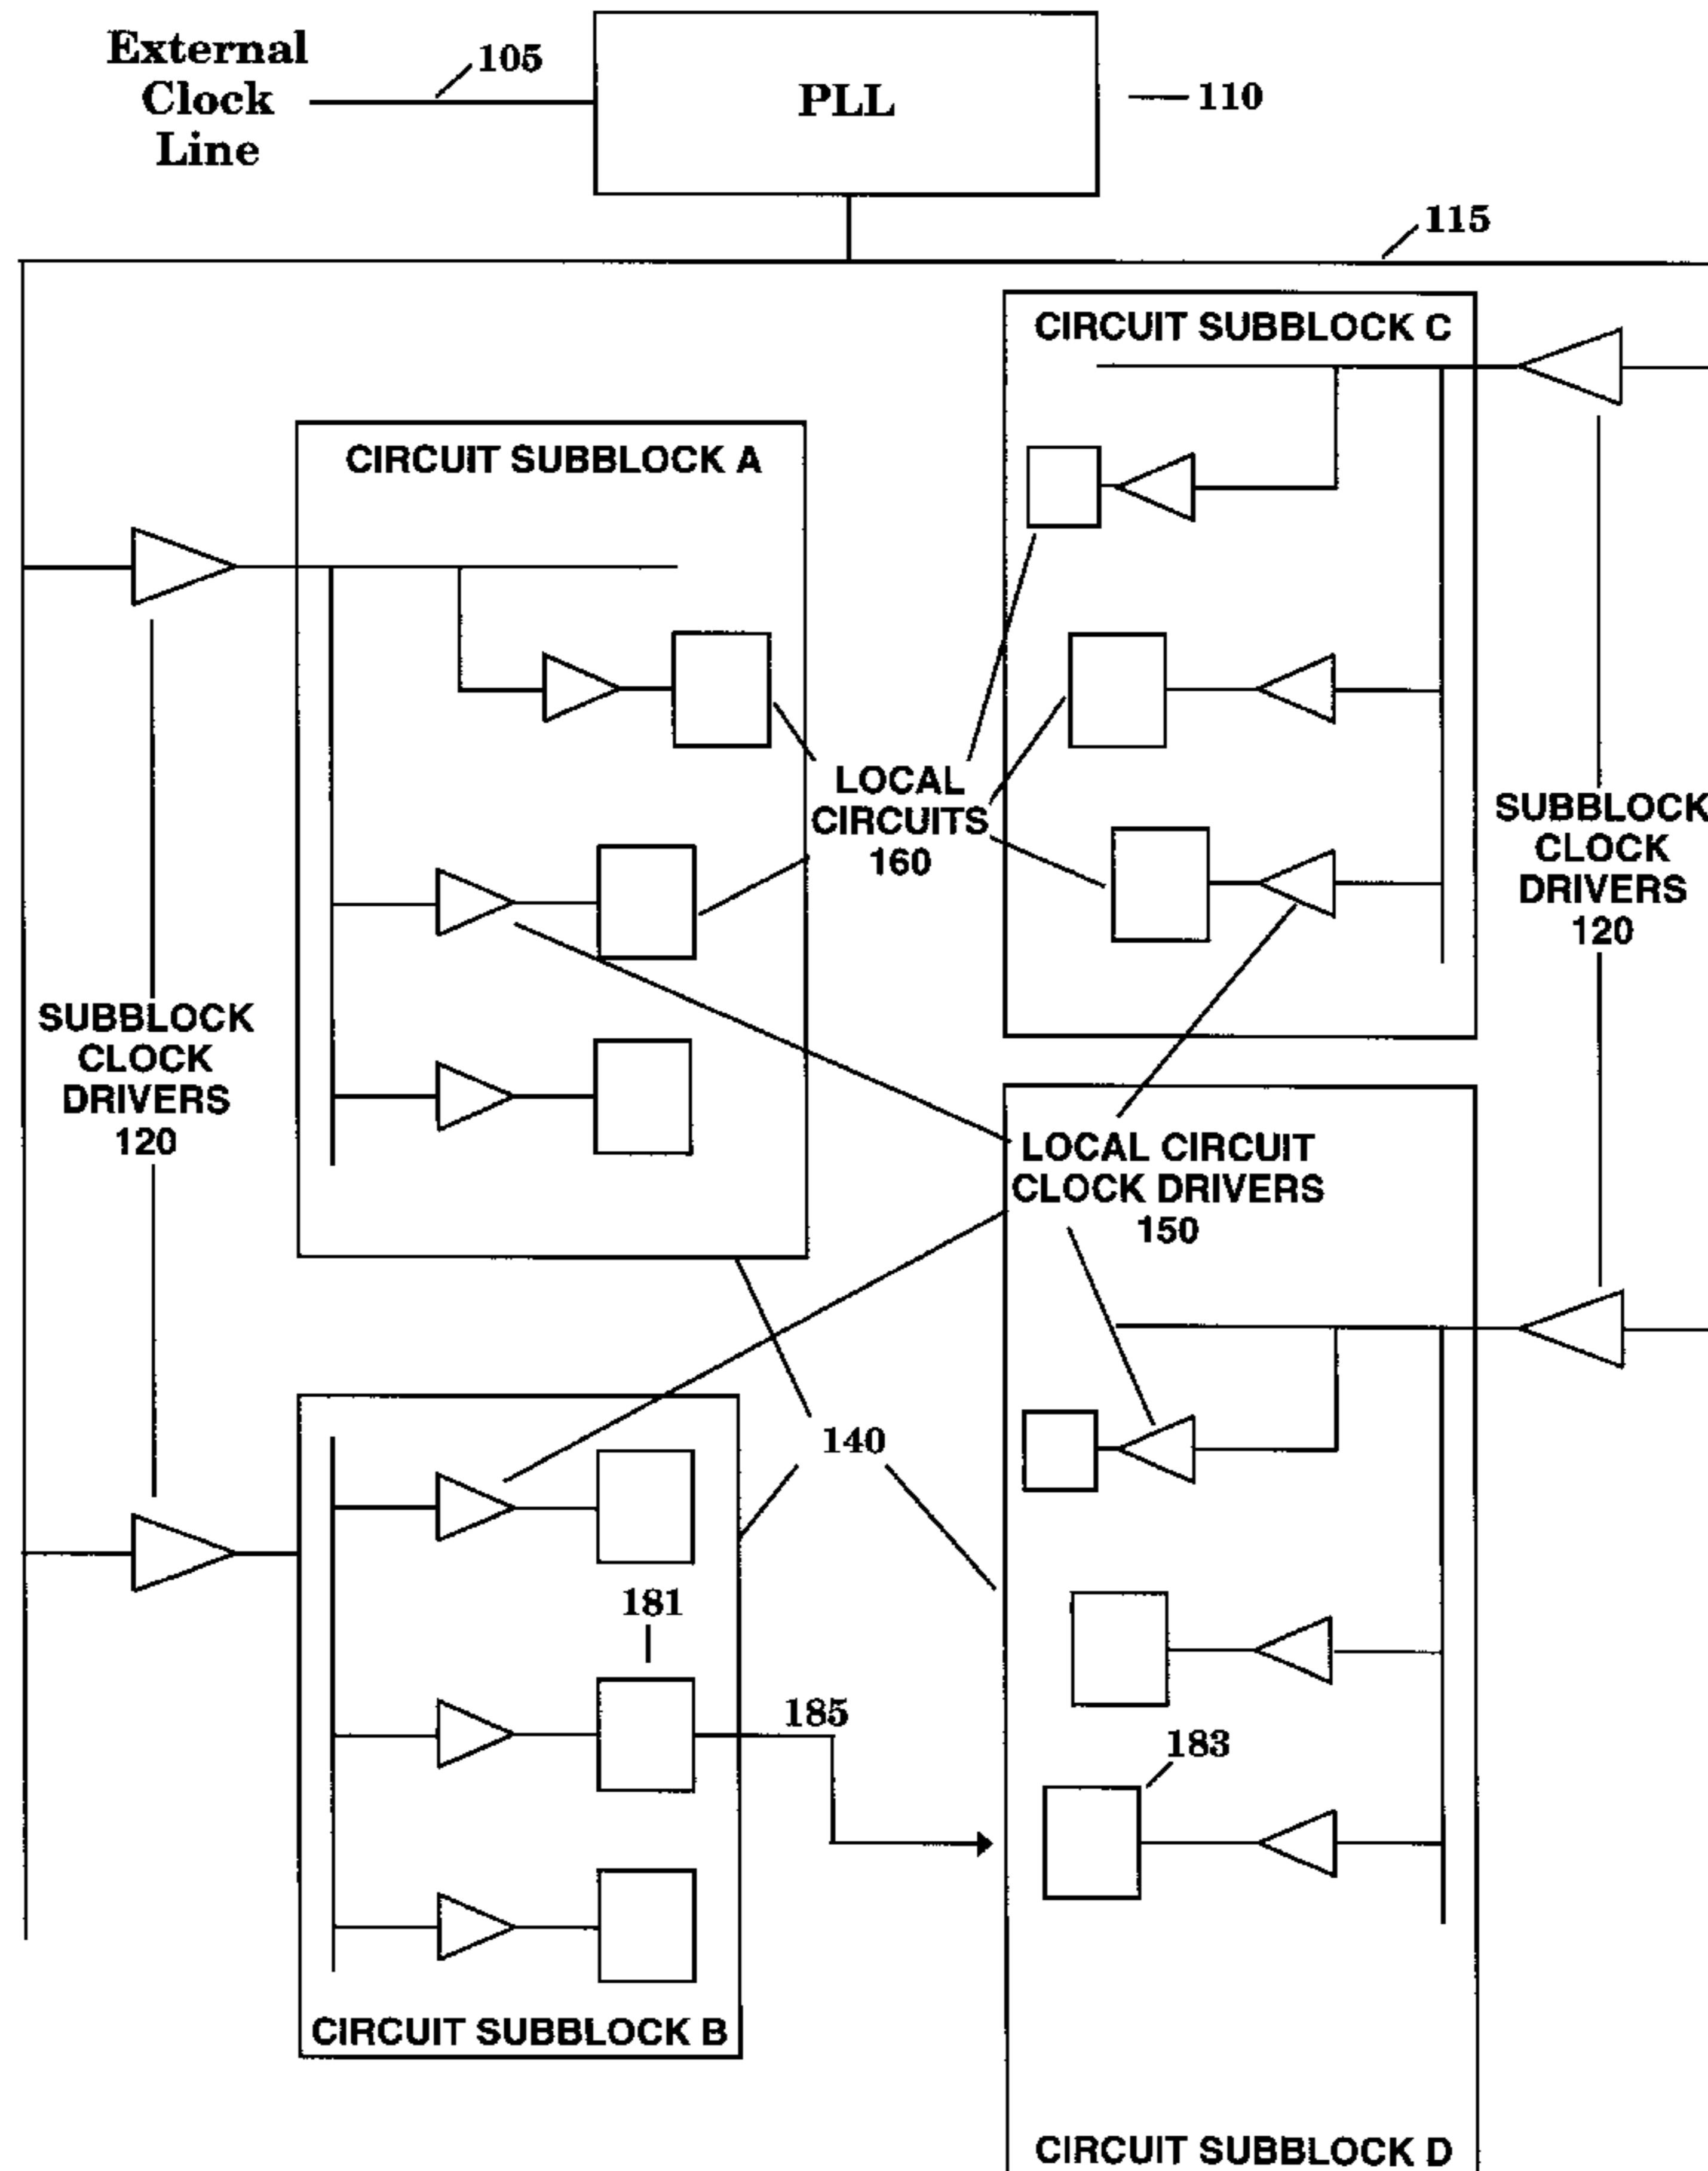 External
Clock
Line
105
PLL
110
115
CIRCUIT SUBBLOCK C
CIRCUIT SUBBLOCK A
LOCAL
CIRCUITS
160
SUBBLOCK
CLOCK
DRIVERS
120
SUBBLOCK
CLOCK
DRIVERS
120
LOCAL CIRCUIT
CLOCK DRIVERS
150
140
181
185
183
CIRCUIT SUBBLOCK B
CIRCUIT SUBBLOCK D